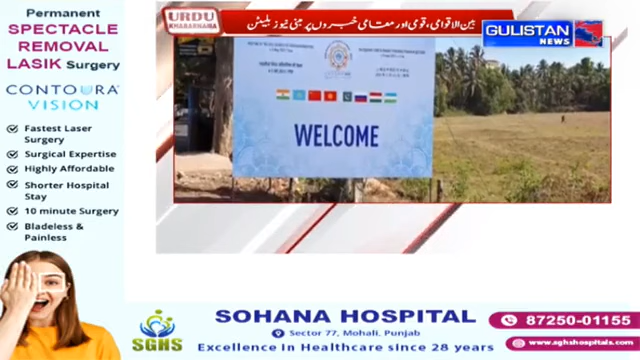 Permanent
SPECTACLE
REMOVAL
LASIK Surgery
CONTOURA
VISION
Fastest Laser
Surgery
Surgical Expertise
Highly Affordable
Shorter Hospital
Stay
10 minute Surgery
Bladeless &
Painless
URDU
KHABARNAMA
بین الاقوامی، قومی اور مقامی خبروں پر مبنی نیوز بلیٹن
GULISTAN
NEWS
WELCOME
SGHS
SOHANA HOSPITAL
Sector 77, Mohali, Punjab
Excellence In Healthcare since 28 years
87250-01155
www.sghshospitals.com